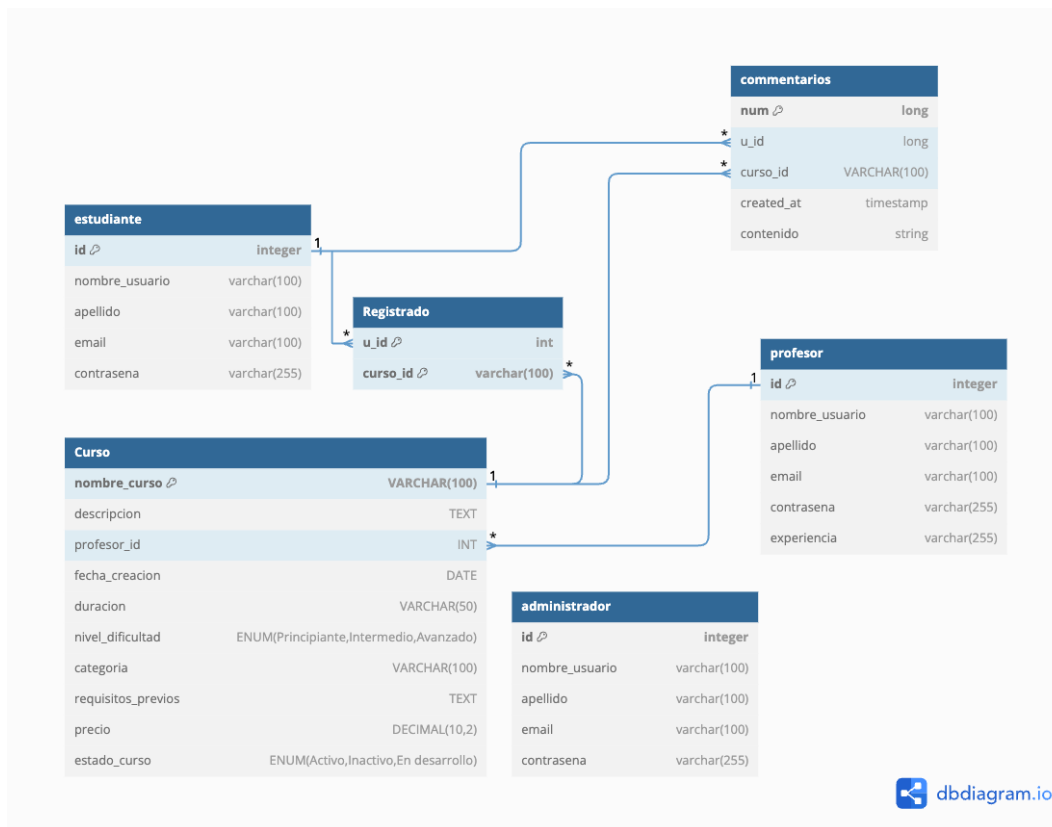 commentarios
num long
u_id long
curso_id VARCHAR(100)
created_at timestamp
contenido string
estudiante
id integer
nombre_usuario varchar(100)
apellido varchar(100)
email varchar(100)
contrasena varchar(255)
1
*
*
Registrado
u_id int
curso_id varchar(100)
*
*
profesor
id integer
nombre_usuario varchar(100)
apellido varchar(100)
email varchar(100)
contrasena varchar(255)
experiencia varchar(255)
1
Curso
nombre_curso VARCHAR(100)
descripcion TEXT
profesor_id INT
fecha_creacion DATE
duracion VARCHAR(50)
nivel_dificultad ENUM(Principiante,Intermedio,Avanzado)
categoria VARCHAR(100)
requisitos_previos TEXT
precio DECIMAL(10,2)
estado_curso ENUM(Activo,Inactivo,En desarrollo)
1
*
administrador
id integer
nombre_usuario varchar(100)
apellido varchar(100)
email varchar(100)
contrasena varchar(255)
dbdiagram.io